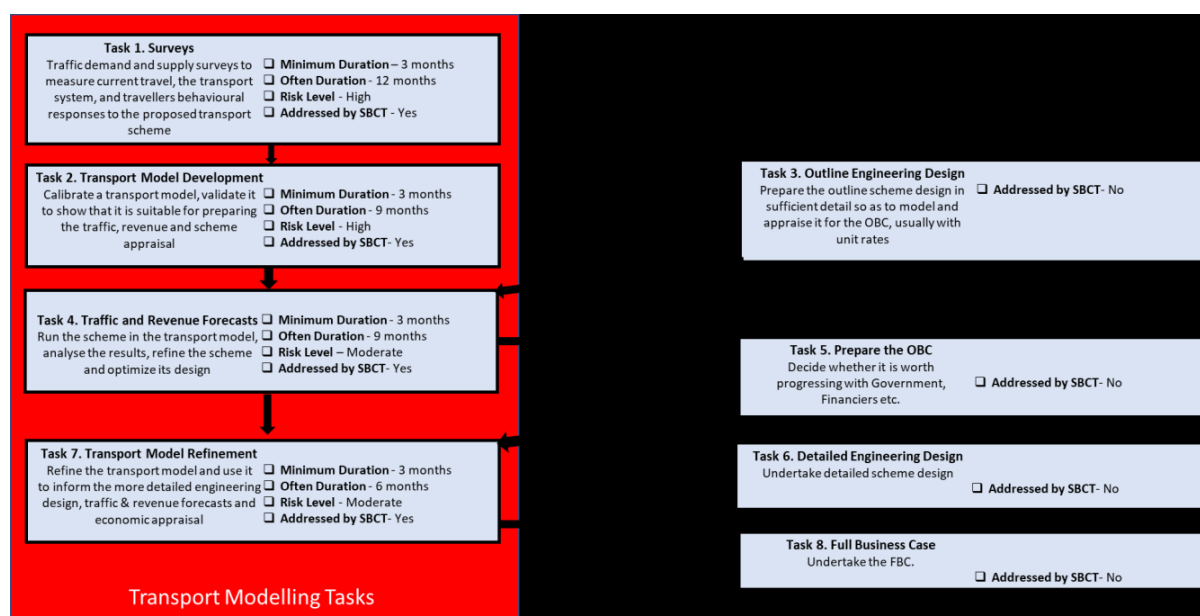 Task 1. Surveys
Traffic demand and supply surveys to
measure current travel, the transport
system, and travellers behavioural
responses to the proposed transport
scheme
❑ Minimum Duration – 3 months
❑ Often Duration - 12 months
❑ Risk Level - High
❑ Addressed by SBCT - Yes
Task 2. Transport Model Development
Calibrate a transport model, validate it
to show that it is suitable for preparing
the traffic, revenue and scheme
appraisal
❑ Minimum Duration - 3 months
❑ Often Duration - 9 months
❑ Risk Level - High
❑ Addressed by SBCT- Yes
Task 3. Outline Engineering Design
Prepare the outline scheme design in
sufficient detail so as to model and
appraise it for the OBC, usually with
unit rates
❑ Addressed by SBCT- No
Task 4. Traffic and Revenue Forecasts
Run the scheme in the transport model,
analyse the results, refine the scheme
and optimize its design
❑ Minimum Duration - 3 months
❑ Often Duration - 9 months
❑ Risk Level – Moderate
❑ Addressed by SBCT- Yes
Task 5. Prepare the OBC
Decide whether it is worth
progressing with Government,
Financiers etc.
❑ Addressed by SBCT- No
Task 6. Detailed Engineering Design
Undertake detailed scheme design
❑ Addressed by SBCT- No
Task 7. Transport Model Refinement
Refine the transport model and use it
to inform the more detailed engineering
design, traffic & revenue forecasts and
economic appraisal
❑ Minimum Duration - 3 months
❑ Often Duration - 6 months
❑ Risk Level - Moderate
❑ Addressed by SBCT- Yes
Task 8. Full Business Case
Undertake the FBC.
❑ Addressed by SBCT- No
Transport Modelling Tasks